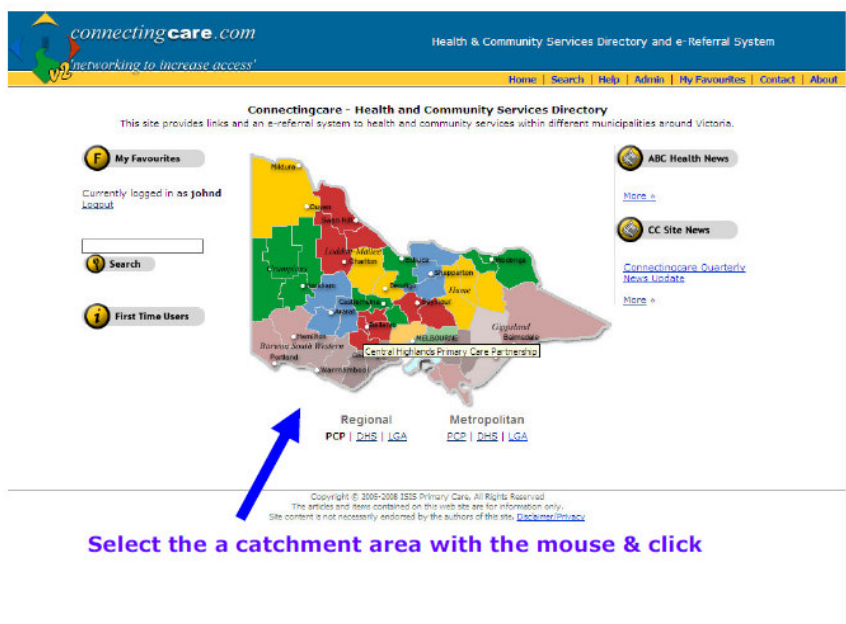 connectingcare.com
Health & Community Services Directory and e-Referral System
V2 'networking to increase access'
Home | Search | Help | Admin | My Favourites | Contact | About
Connectingcare - Health and Community Services Directory
This site provides links and an e-referral system to health and community services within different municipalities around Victoria.
F My Favourites
Currently logged in as johnd
Logout
Search
i First Time Users
Mildura
Ouyen
Swan Hill
Loddon Mallee
Charlton
Echuca
Wodonga
Grampians
Shepparton
Horsham
Bendigo
Hume
Castlemaine
Seymour
Ararat
Ballarat
Gippsland
Hamilton
MELBOURNE
Bairnsdale
Barwon South Western
Central Highlands Primary Care Partnership
Portland
Warrnambool
ABC Health News
More »
CC Site News
Connectingcare Quarterly
News Update
More »
Regional
PCP | DHS | LGA
Metropolitan
PCP | DHS | LGA
Copyright © 2005-2008 ISIS Primary Care, All Rights Reserved
The articles and items contained on this web site are for information only.
Site content is not necessarily endorsed by the authors of this site. Disclaimer/Privacy
Select the a catchment area with the mouse & click